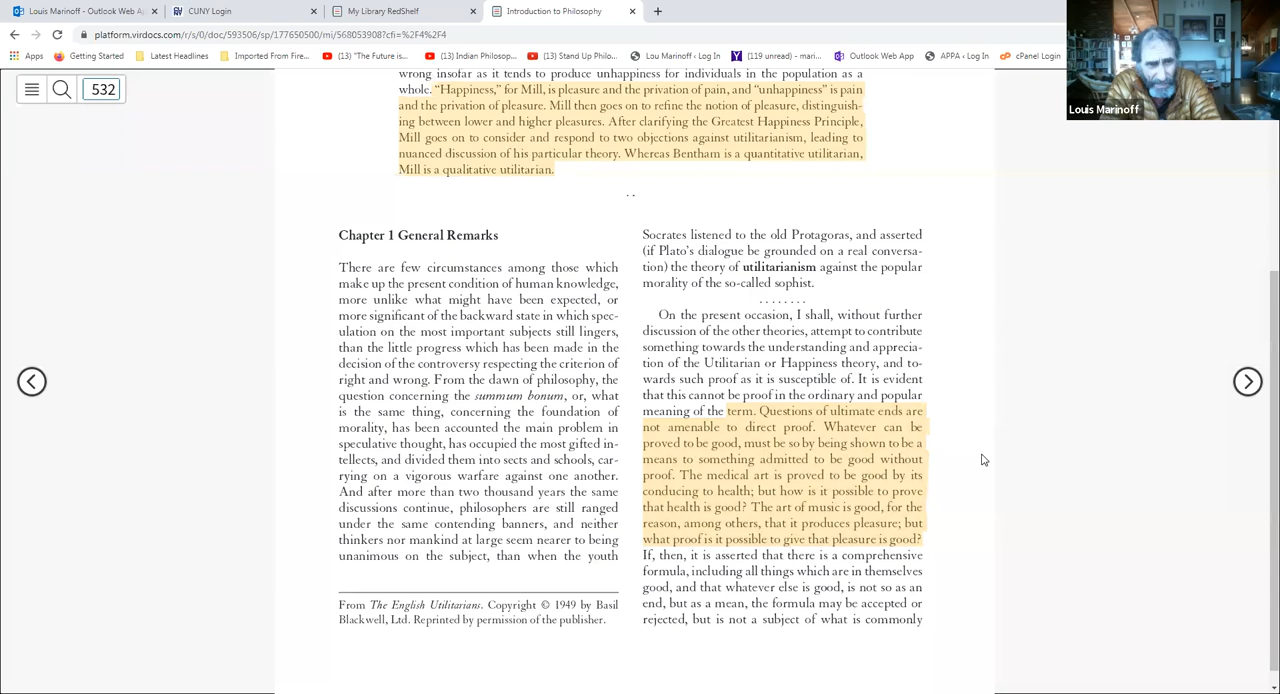 Louis Marinoff - Outlook Web A
CUNY Login
My Library RedShelf
Introduction to Philosophy
platform.virdocs.com/r/s/0/doc/593506/sp/177650500/mi/568053908?cfi=%2F4%2F4
Apps
Getting Started
Latest Headlines
Imported From Fire...
(13) "The Future is...
(13) Indian Philosop...
(13) Stand Up Philo...
Lou Marinoff ‹ Log In
[119 unread) - mari...
Outlook Web App
APPA ‹ Log In
cPanel Login
Louis Marinoff
532
wrong insofar as it tends to produce unhappiness for individuals in the population as a
whole. “Happiness,” for Mill, is pleasure and the privation of pain, and “unhappiness” is pain
and the privation of pleasure. Mill then goes on to refine the notion of pleasure, distinguish-
ing between lower and higher pleasures. After clarifying the Greatest Happiness Principle,
Mill goes on to consider and respond to two objections against utilitarianism, leading to
nuanced discussion of his particular theory. Whereas Bentham is a quantitative utilitarian,
Mill is a qualitative utilitarian.
. .
Chapter 1 General Remarks
There are few circumstances among those which
make up the present condition of human knowledge,
more unlike what might have been expected, or
more significant of the backward state in which spec-
ulation on the most important subjects still lingers,
than the little progress which has been made in the
decision of the controversy respecting the criterion of
right and wrong. From the dawn of philosophy, the
question concerning the summum bonum, or, what
is the same thing, concerning the foundation of
morality, has been accounted the main problem in
speculative thought, has occupied the most gifted in-
tellects, and divided them into sects and schools, car-
rying on a vigorous warfare against one another.
And after more than two thousand years the same
discussions continue, philosophers are still ranged
under the same contending banners, and neither
thinkers nor mankind at large seem nearer to being
unanimous on the subject, than when the youth
From The English Utilitarians. Copyright © 1949 by Basil
Blackwell, Ltd. Reprinted by permission of the publisher.
Socrates listened to the old Protagoras, and asserted
(if Plato’s dialogue be grounded on a real conversa-
tion) the theory of utilitarianism against the popular
morality of the so-called sophist.
. . . . . . . .
On the present occasion, I shall, without further
discussion of the other theories, attempt to contribute
something towards the understanding and apprecia-
tion of the Utilitarian or Happiness theory, and to-
wards such proof as it is susceptible of. It is evident
that this cannot be proof in the ordinary and popular
meaning of the term. Questions of ultimate ends are
not amenable to direct proof. Whatever can be
proved to be good, must be so by being shown to be a
means to something admitted to be good without
proof. The medical art is proved to be good by its
conducing to health; but how is it possible to prove
that health is good? The art of music is good, for the
reason, among others, that it produces pleasure; but
what proof is it possible to give that pleasure is good?
If, then, it is asserted that there is a comprehensive
formula, including all things which are in themselves
good, and that whatever else is good, is not so as an
end, but as a mean, the formula may be accepted or
rejected, but is not a subject of what is commonly